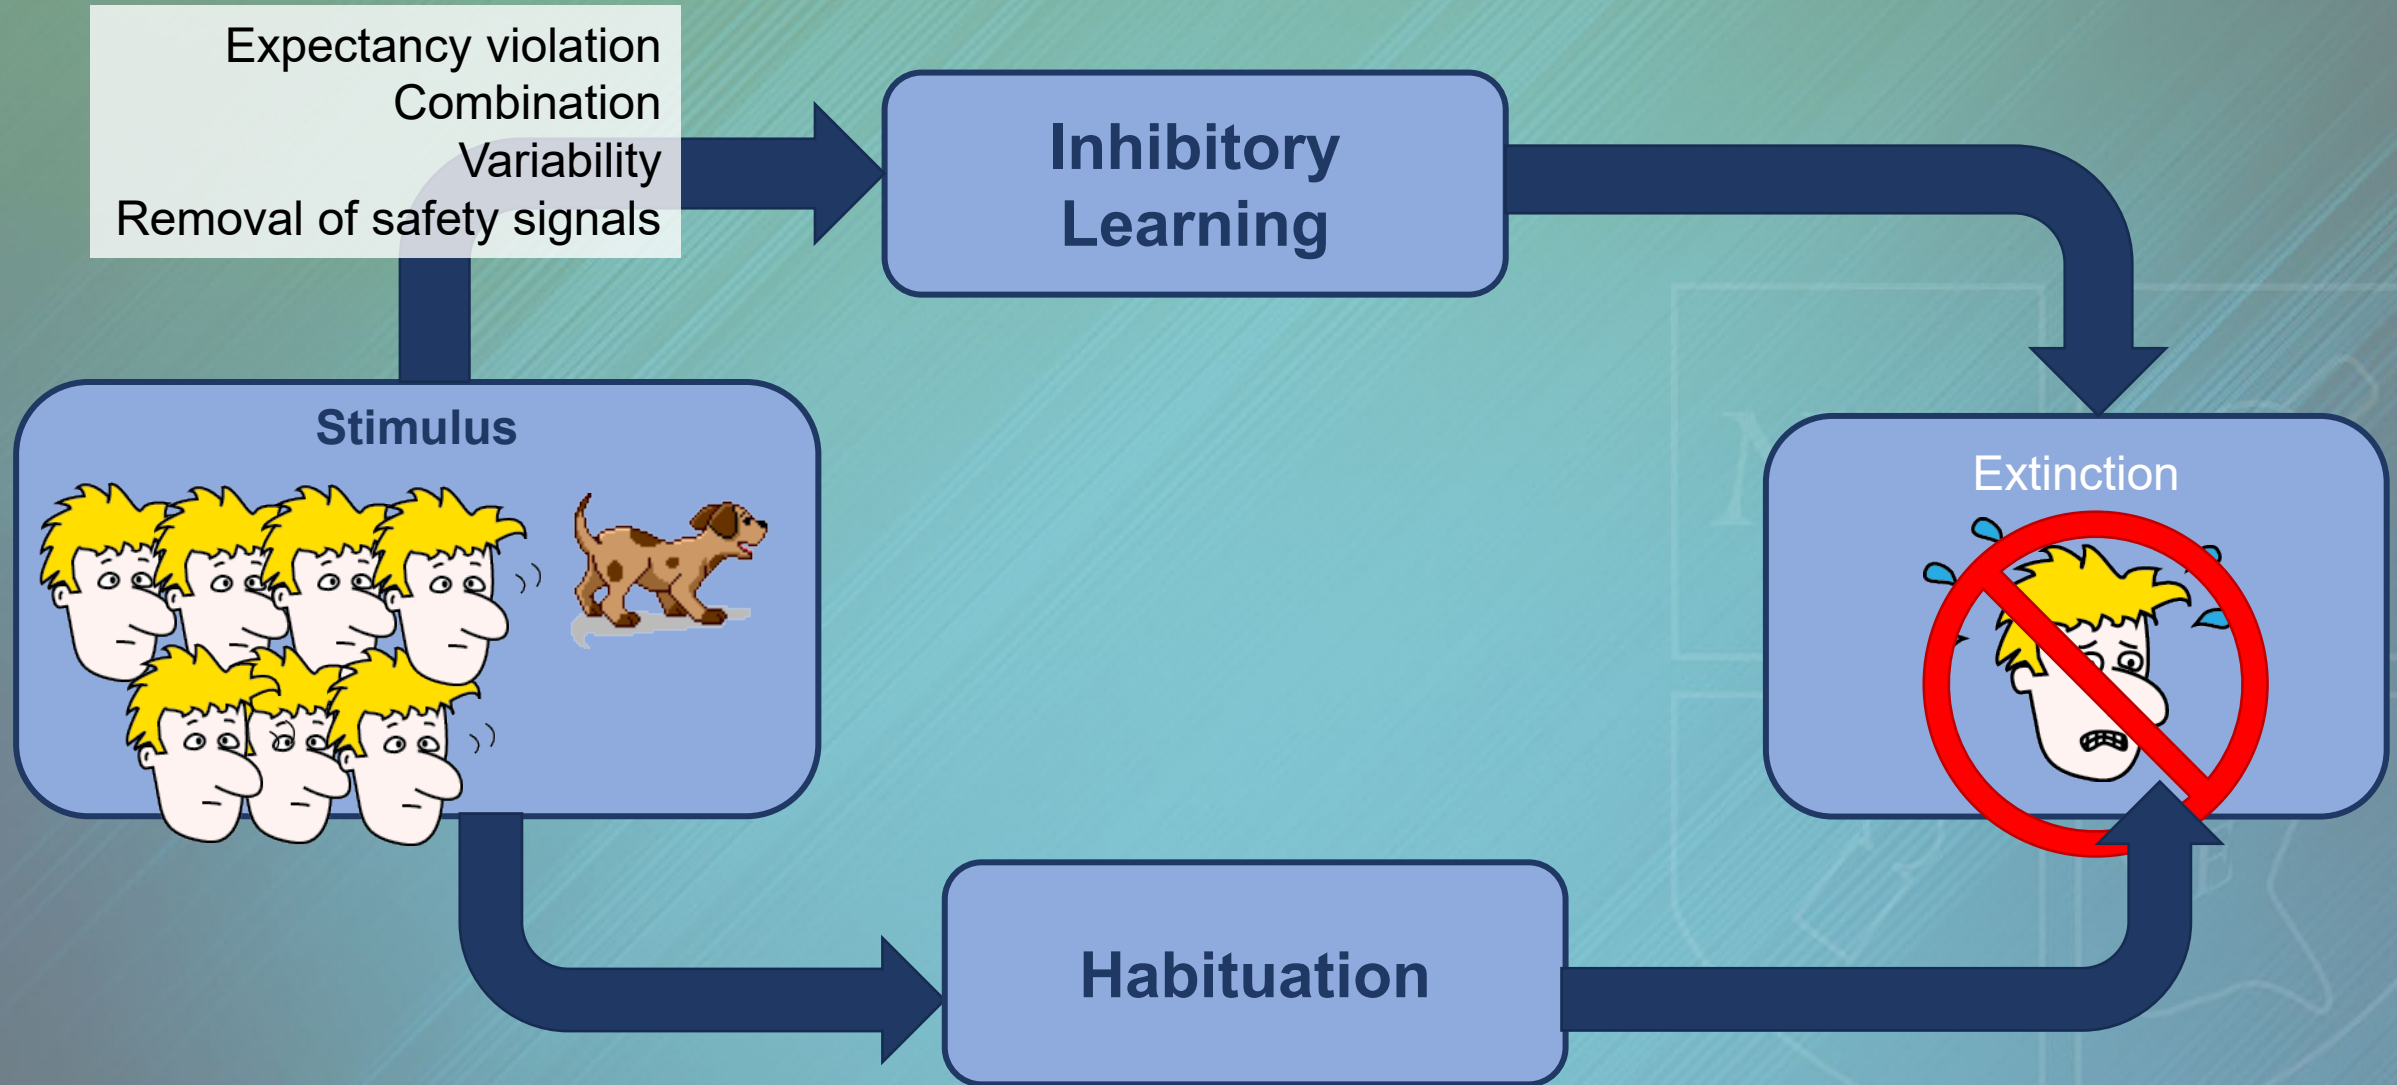 Expectancy violation
Combination
Variability
Removal of safety signals
Inhibitory
Learning
Stimulus
Extinction
Habituation